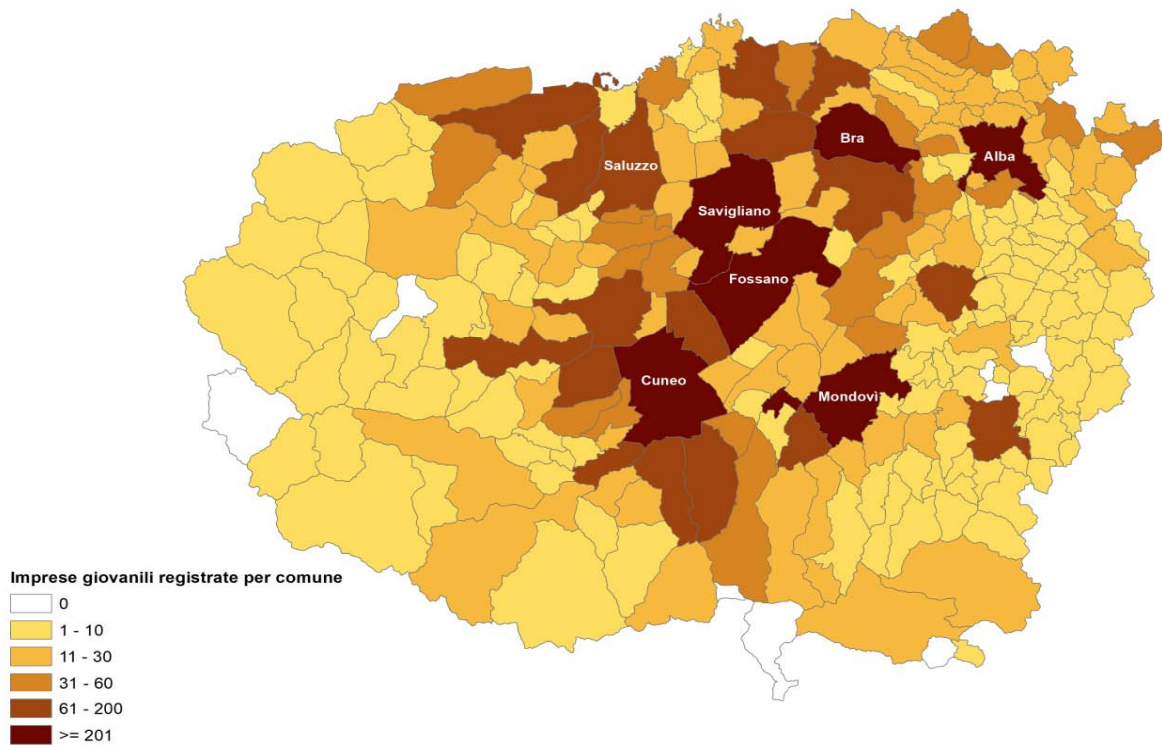 Bra
Alba
Saluzzo
Savigliano
Fossano
Cuneo
Mondovì
Imprese giovanili registrate per comune
0
1 - 10
11 - 30
31 - 60
61 - 200
>= 201